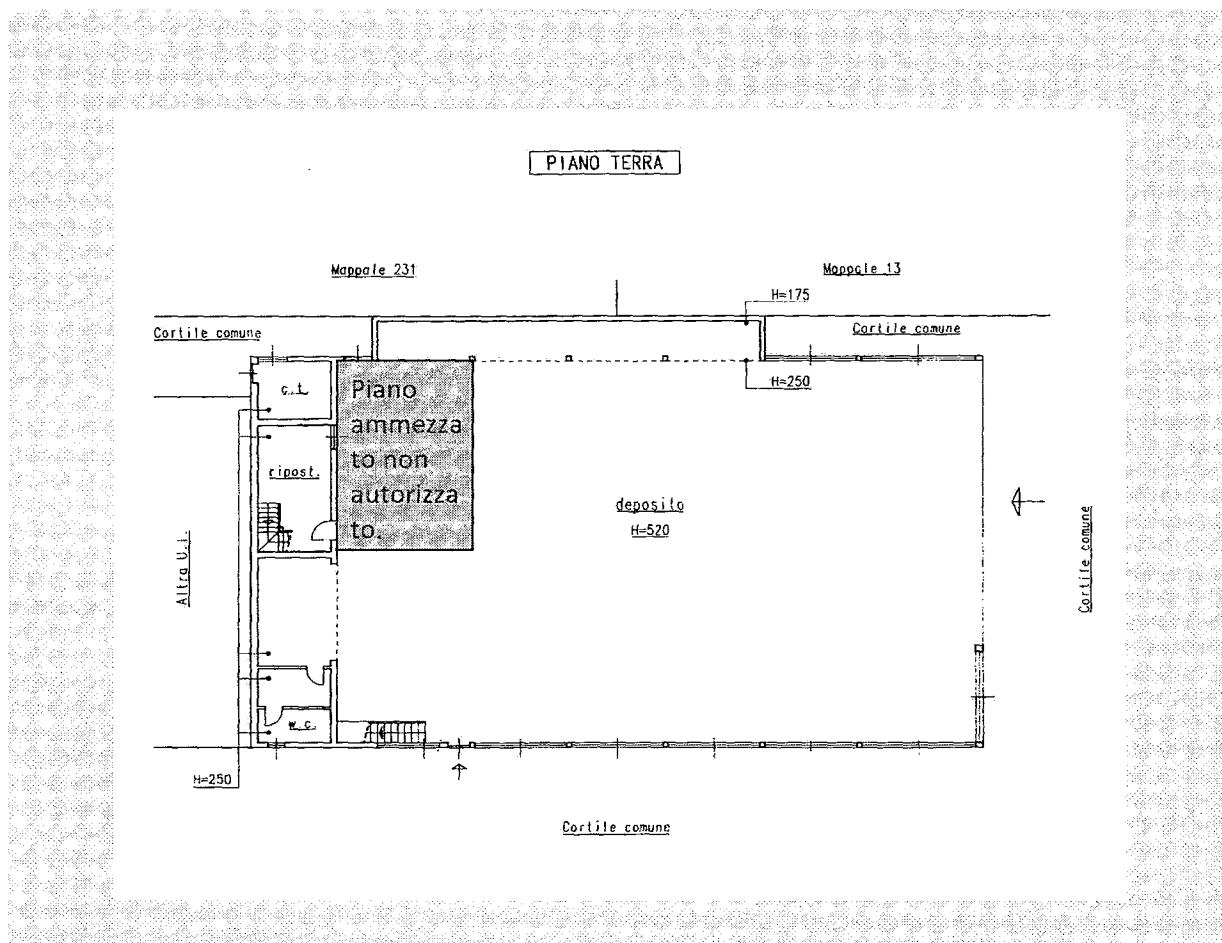 PIANO TERRA
Mappale 231
Mappale 13
H=175
Cortile comune
Cortile comune
H=250
c.t.
Piano
ammezza
to non
autorizza
to.
ripost.
deposito
H=520
Altra U.i.
Cortile comune
w.c.
H=250
Cortile comune